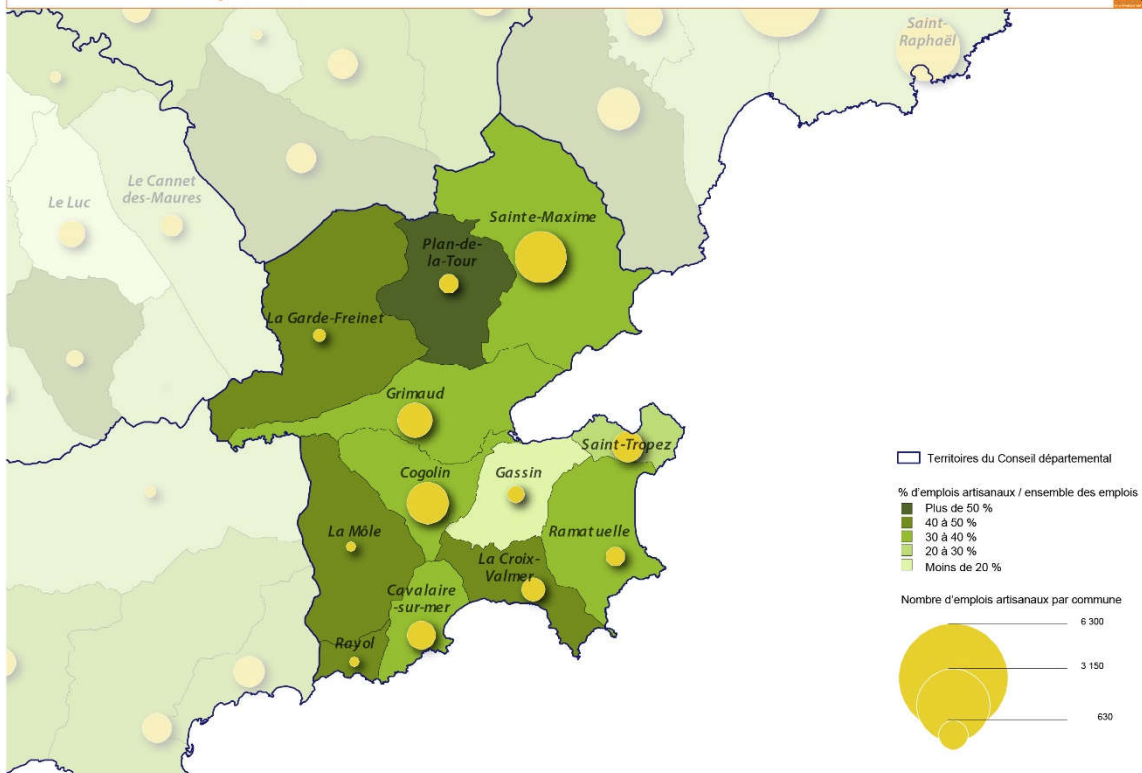 Saint-
Raphaël
Le Cannet
des-Maures
Le Luc
Sainte-Maxime
Plan-de-
la-Tour
La Garde-Freinet
Grimaud
Saint-Tropez
Cogolin
Gassin
La Môle
Ramatuelle
La Croix-
Valmer
Cavalaire
-sur-mer
Rayol
Territoires du Conseil départemental
% d'emplois artisanaux / ensemble des emplois
Plus de 50 %
40 à 50 %
30 à 40 %
20 à 30 %
Moins de 20 %
Nombre d'emplois artisanaux par commune
6 300
3 150
630